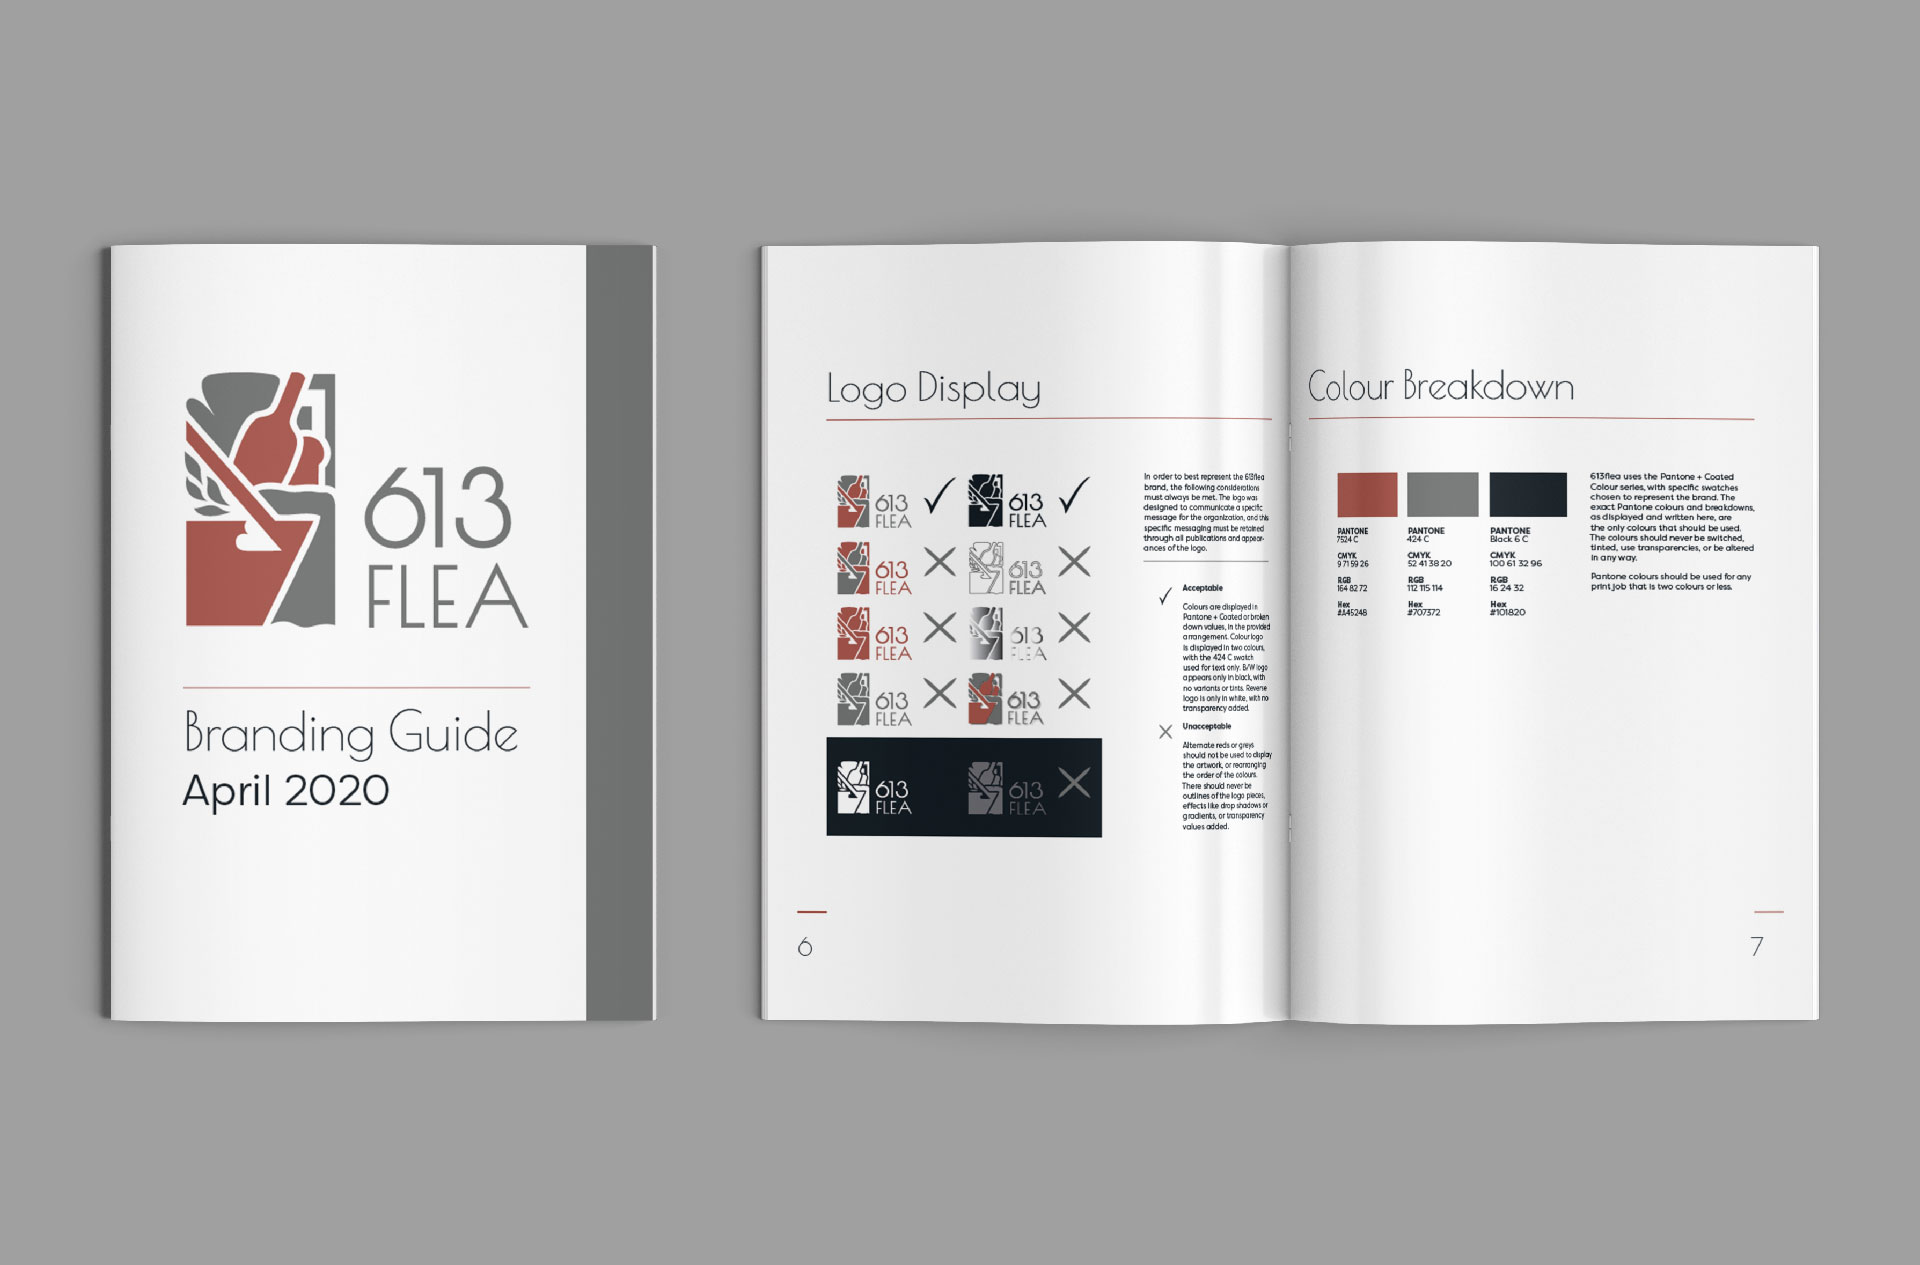 613
FLEA
Branding Guide
April 2020
Logo Display
613
FLEA
613
FLEA
613
FLEA
613
FLEA
613
FLEA
613
FLEA
613
FLEA
613
FLEA
613
FLEA
613
FLEA
In order to best represent the 613flea
brand, the following considerations
must always be met. The logo was
designed to communicate a specific
message for the organization, and this
specific messaging must be retained
through all publications and appear-
ances of the logo.
Acceptable
Colours are displayed in
Pantone + Coated or broken
down values, in the provided
arrangement. Colour logo
is displayed in two colours,
with the 424 C swatch
used for text only. B/W logo
appears only in black, with
no variants or tints. Reverse
logo is only in white, with no
transparency added.
Unacceptable
Alternate reds or greys
should not be used to display
the artwork, or rearranging
the order of the colours.
There should never be
outlines of the logo pieces,
effects like drop shadows or
gradients, or transparency
values added.
6
Colour Breakdown
PANTONE
7524 C
CMYK
9 71 59 26
RGB
164 82 72
Hex
#A45248
PANTONE
424 C
CMYK
52 41 38 20
RGB
112 115 114
Hex
#707372
PANTONE
Black 6 C
CMYK
100 61 32 96
RGB
16 24 32
Hex
#101820
613flea uses the Pantone + Coated
Colour series, with specific swatches
chosen to represent the brand. The
exact Pantone colours and breakdowns,
as displayed and written here, are
the only colours that should be used.
The colours should never be switched,
tinted, use transparencies, or be altered
in any way.
Pantone colours should be used for any
print job that is two colours or less.
7